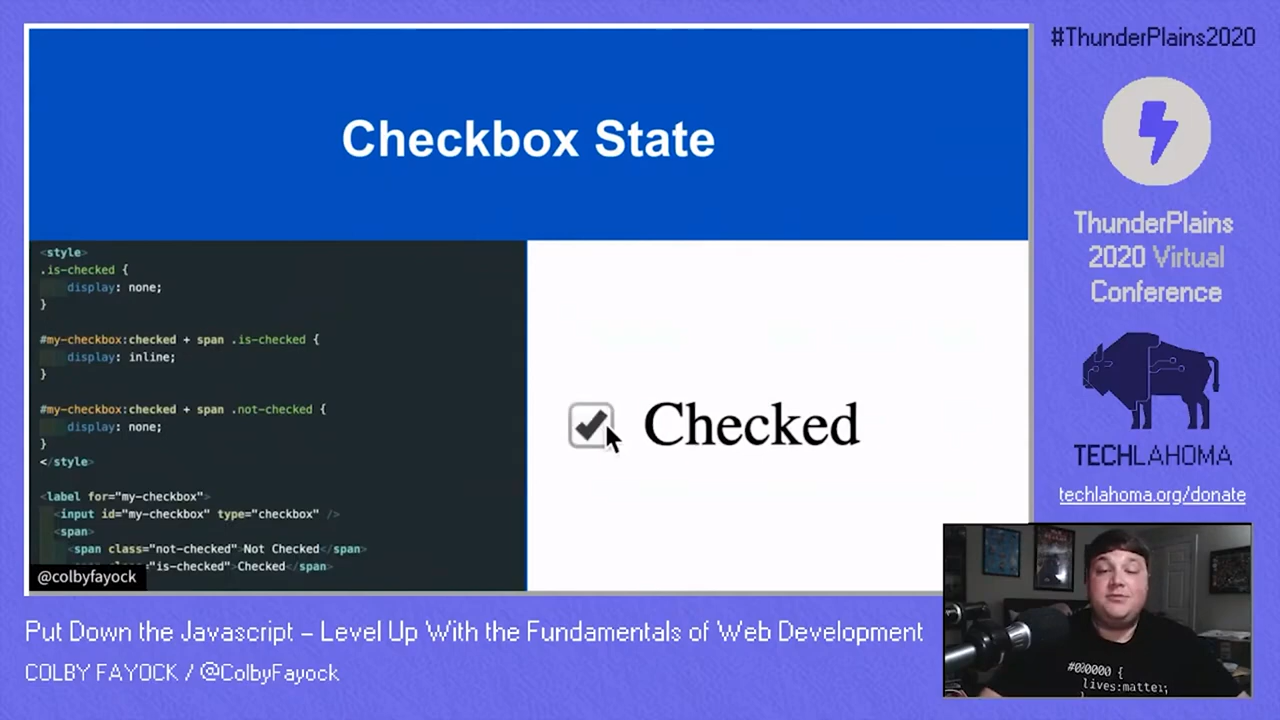 #ThunderPlains2020
Checkbox State
<style>
.is-checked {
display: none;
}
#my-checkbox:checked + span .is-checked {
display: inline;
}
#my-checkbox:checked + span .not-checked {
display: none;
}
</style>
<label for="my-checkbox">
<input id="my-checkbox" type="checkbox" />
<span>
<span class="not-checked">Not Checked</span>
="is-checked">Checked</span>
@colbyfayock
Checked
ThunderPlains
2020 Virtual
Conference
TECHLAHOMA
techlahoma.org/donate
#000000 {
lives:matter;
}
Put Down the Javascript – Level Up With the Fundamentals of Web Development
COLBY FAYOCK / @ColbyFayock